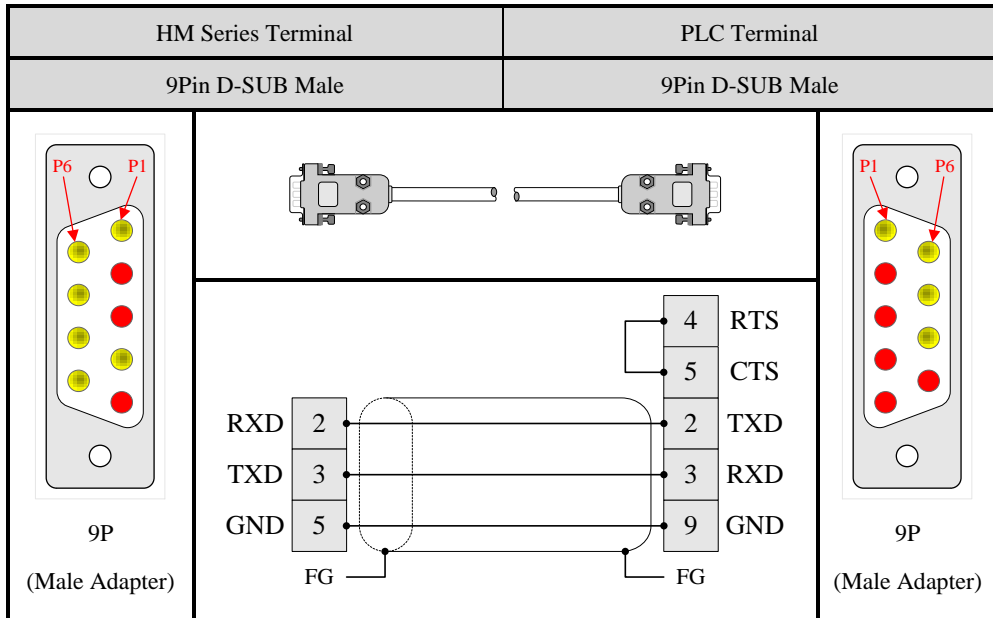 HM Series Terminal
PLC Terminal
9Pin D-SUB Male
9Pin D-SUB Male
P6 P1
P1 P6
4 RTS
5 CTS
RXD 2 2 TXD
TXD 3 3 RXD
GND 5 9 GND
FG FG
9P
(Male Adapter)
9P
(Male Adapter)